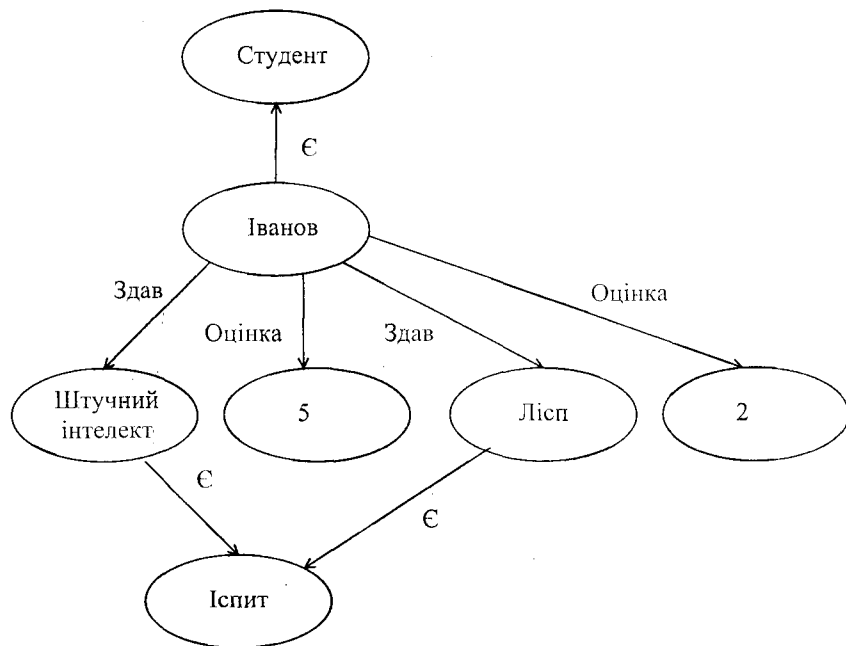 Студент
Є
Іванов
Здав
Оцінка
Здав
Оцінка
Штучний
інтелект
5
Лісп
2
Є
Є
Іспит